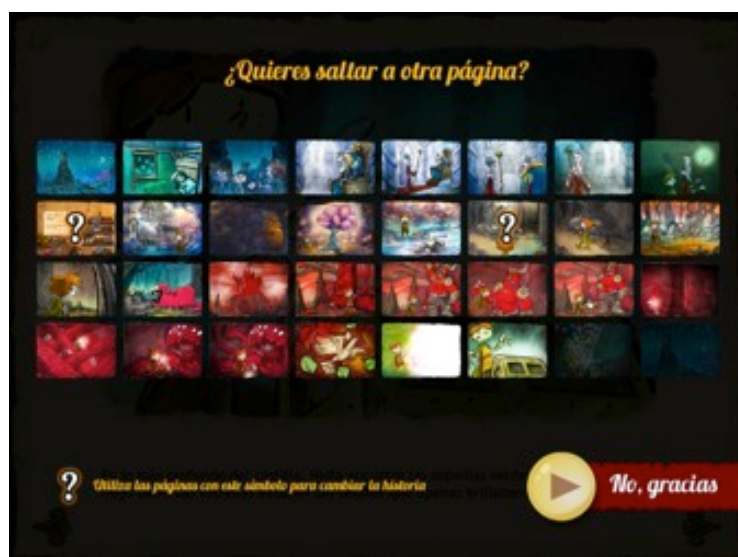 ¿Quieres saltar a otra página?
?
?
? Utiliza las páginas con este símbolo para cambiar la historia
No, gracias